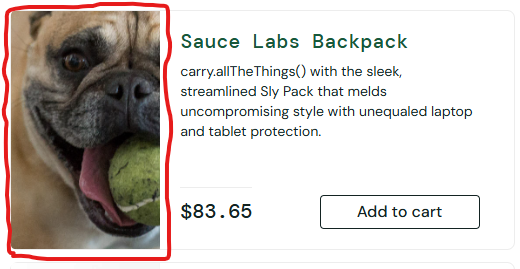 Sauce Labs Backpack
carry.allTheThings() with the sleek,
streamlined Sly Pack that melds
uncompromising style with unequaled laptop
and tablet protection.
$83.65
Add to cart